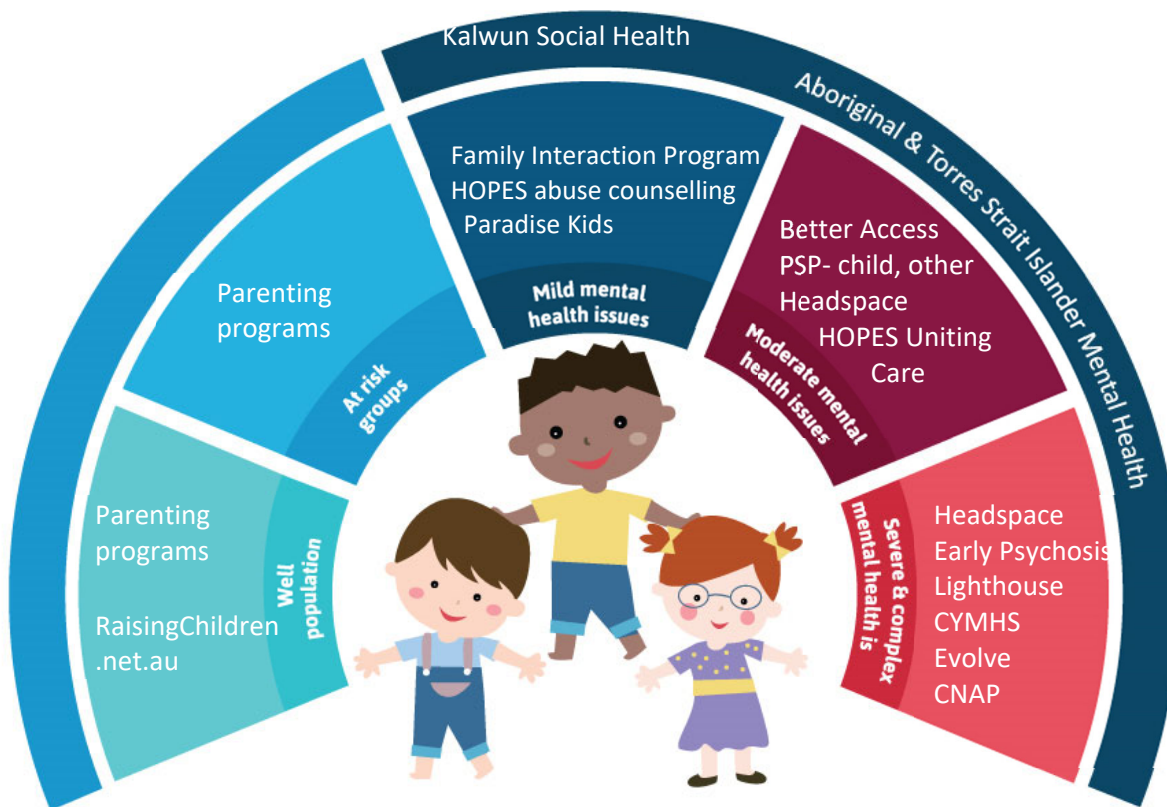 Kalwun Social Health
Aboriginal & Torres Strait Islander Mental Health
Parenting
programs
RaisingChildren
.net.au
Well
population
Parenting
programs
At risk
groups
Family Interaction Program
HOPES abuse counselling
Paradise Kids
Mild mental
health issues
Better Access
PSP- child, other
Headspace
HOPES Uniting
Care
Moderate mental
health issues
Headspace
Early Psychosis
Lighthouse
CYMHS
Evolve
CNAP
Severe & complex
mental health is